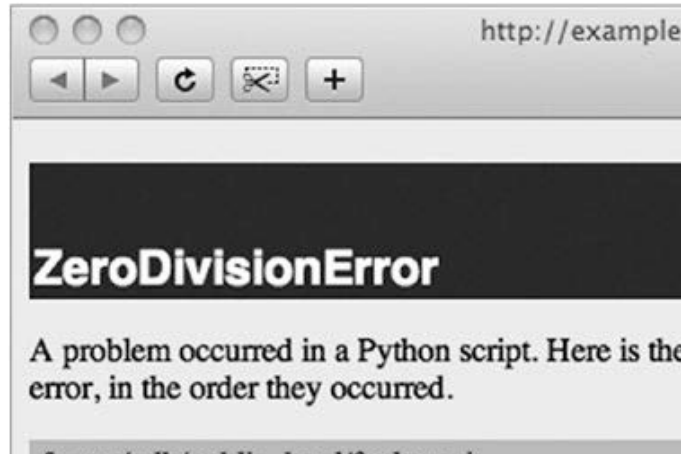 http://example
ZeroDivisionError
A problem occurred in a Python script. Here is the
error, in the order they occurred.